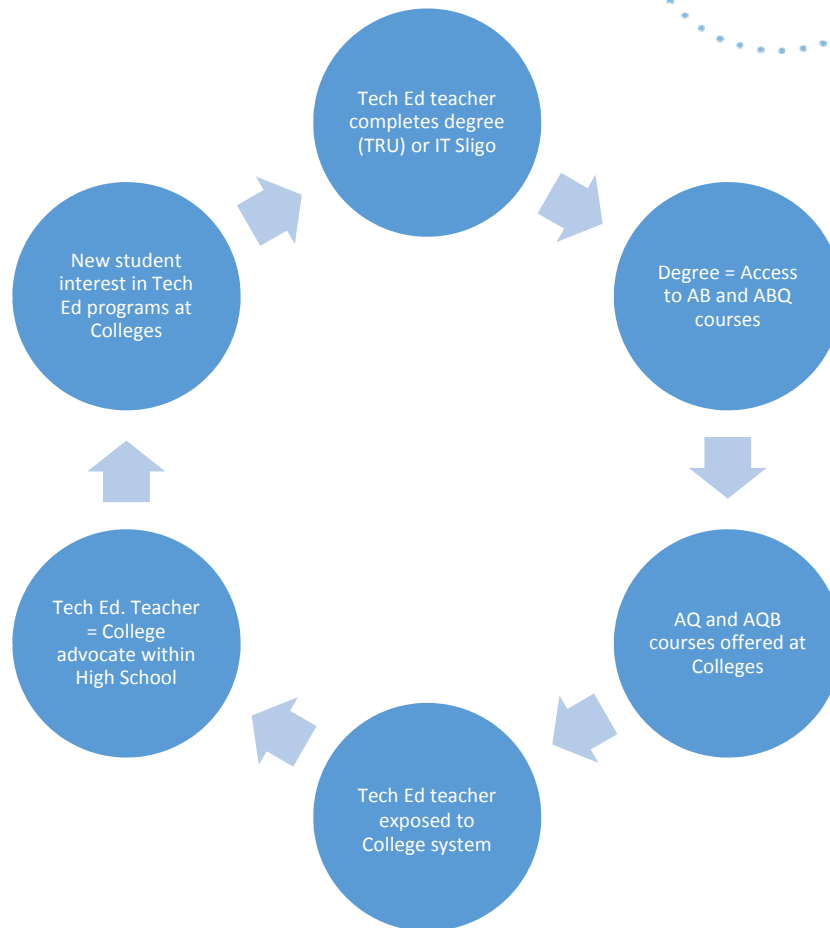 Tech Ed teacher
completes degree
(TRU) or IT Sligo
Degree = Access
to AB and ABQ
courses
AQ and AQB
courses offered at
Colleges
Tech Ed teacher
exposed to
College system
Tech Ed. Teacher
= College
advocate within
High School
New student
interest in Tech
Ed programs at
Colleges